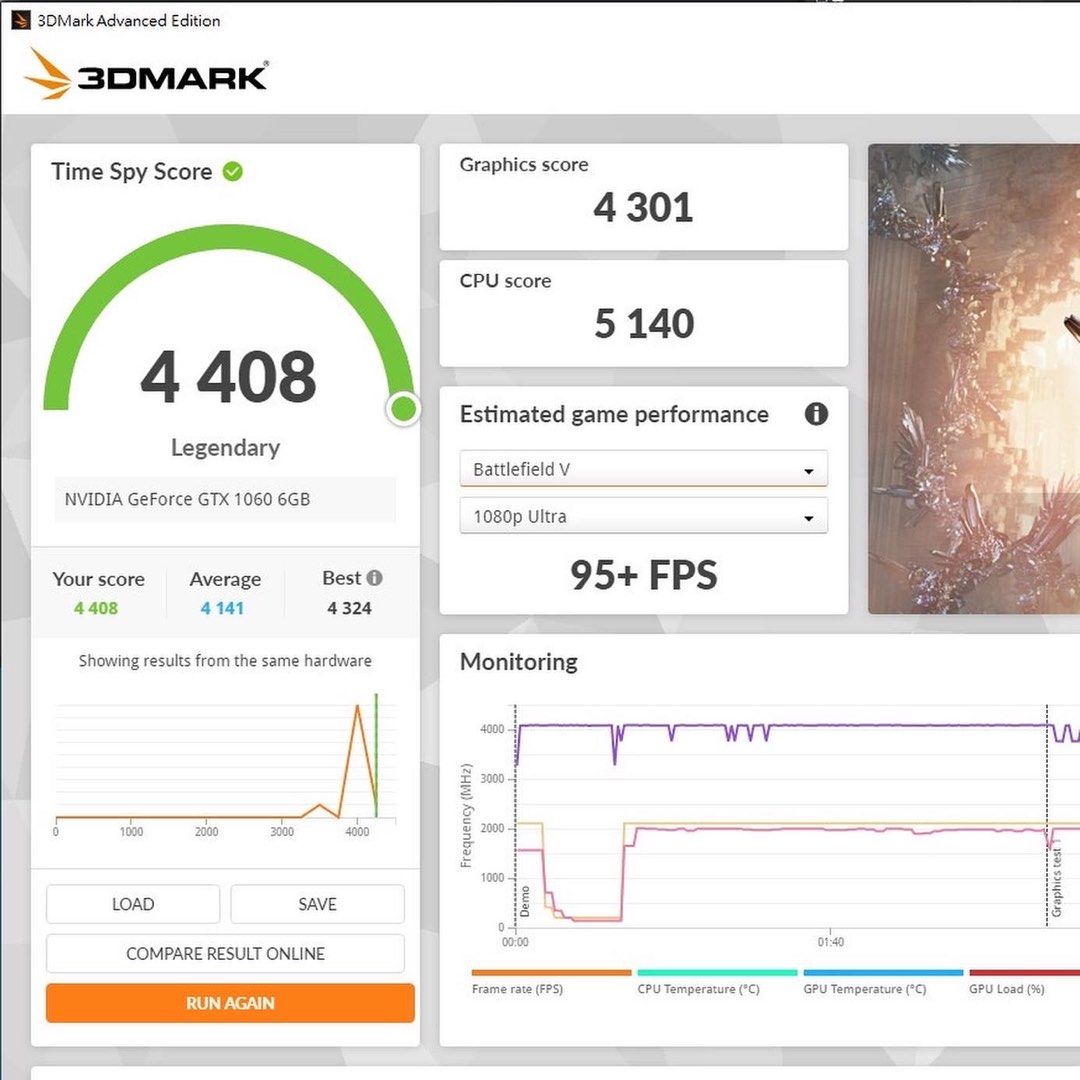 3DMark Advanced Edition
3DMARK®
Time Spy Score
4 408
Legendary
NVIDIA GeForce GTX 1060 6GB
Your score Average Best
4 408 4 141 4 324
Showing results from the same hardware
0 1000 2000 3000 4000
LOAD SAVE
COMPARE RESULT ONLINE
RUN AGAIN
Graphics score
4 301
CPU score
5 140
Estimated game performance
Battlefield V
1080p Ultra
95+ FPS
Monitoring
Frequency (MHz)
4000
3000
2000
1000
0
Demo
Graphics test 1
00:00 01:40
Frame rate (FPS) CPU Temperature (°C) GPU Temperature (°C) GPU Load (%)